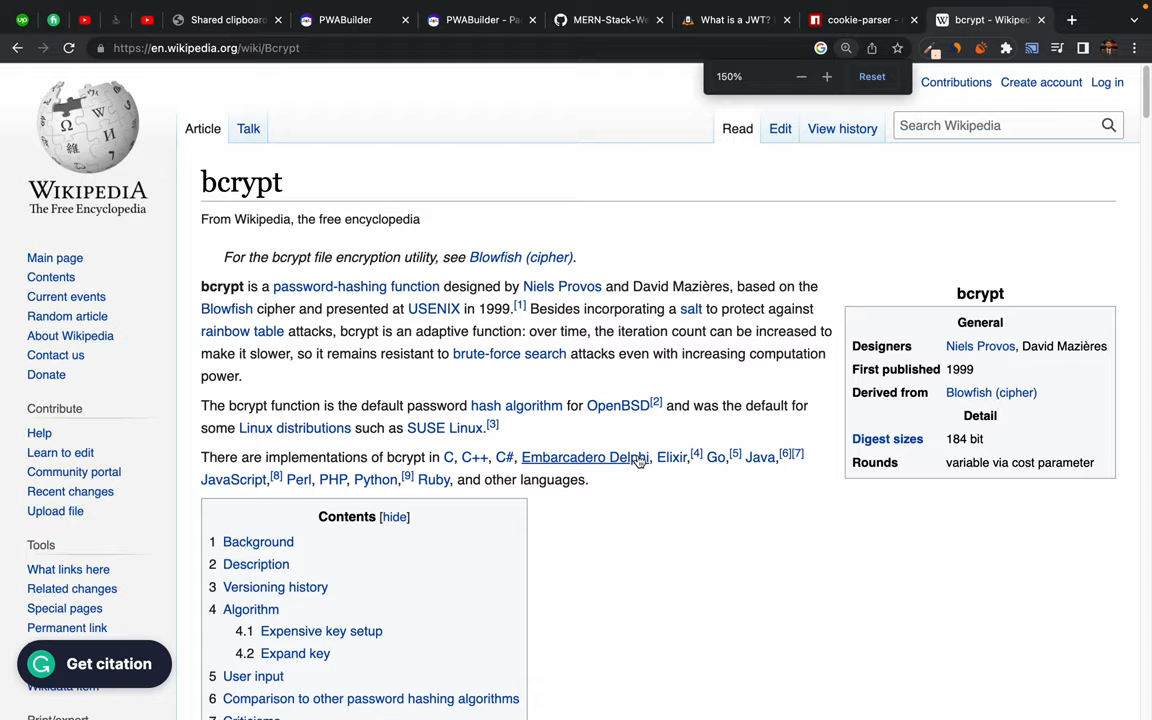 Shared clipboard
PWABuilder
PWABuilder - Pa
MERN-Stack-We
What is a JWT?
cookie-parser -
bcrypt - Wikiped
https://en.wikipedia.org/wiki/Bcrypt
150%
Reset
Contributions Create account Log in
Article Talk
Read Edit View history
Search Wikipedia
WIKIPEDIA
The Free Encyclopedia
Main page
Contents
Current events
Random article
About Wikipedia
Contact us
Donate
Contribute
Help
Learn to edit
Community portal
Recent changes
Upload file
Tools
What links here
Related changes
Special pages
Permanent link
Get citation
Wikidata item
Print/export
bcrypt
From Wikipedia, the free encyclopedia
For the bcrypt file encryption utility, see Blowfish (cipher).
bcrypt is a password-hashing function designed by Niels Provos and David Mazières, based on the
Blowfish cipher and presented at USENIX in 1999.[1] Besides incorporating a salt to protect against
rainbow table attacks, bcrypt is an adaptive function: over time, the iteration count can be increased to
make it slower, so it remains resistant to brute-force search attacks even with increasing computation
power.
The bcrypt function is the default password hash algorithm for OpenBSD[2] and was the default for
some Linux distributions such as SUSE Linux.[3]
There are implementations of bcrypt in C, C++, C#, Embarcadero Delphi, Elixir,[4] Go,[5] Java,[6][7]
JavaScript,[8] Perl, PHP, Python,[9] Ruby, and other languages.
bcrypt
General
Designers Niels Provos, David Mazières
First published 1999
Derived from Blowfish (cipher)
Detail
Digest sizes 184 bit
Rounds variable via cost parameter
Contents [hide]
1 Background
2 Description
3 Versioning history
4 Algorithm
4.1 Expensive key setup
4.2 Expand key
5 User input
6 Comparison to other password hashing algorithms
7 Criticisms